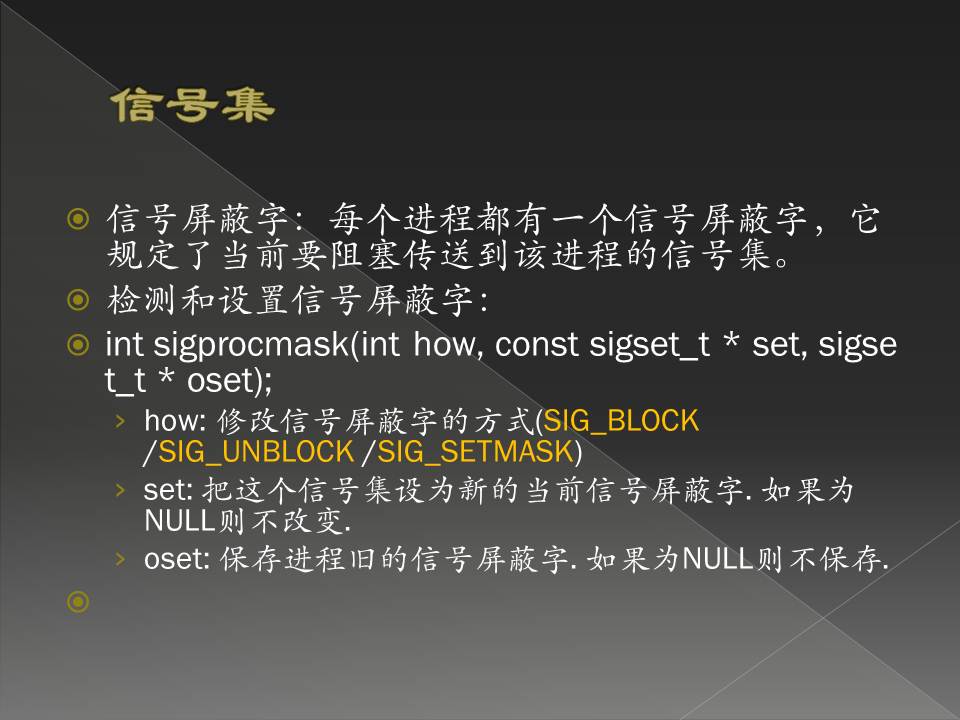 信号集
信号屏蔽字：每个进程都有一个信号屏蔽字，它
规定了当前要阻塞传送到该进程的信号集。
检测和设置信号屏蔽字：
int sigprocmask(int how, const sigset_t * set, sigse
t_t * oset);
how: 修改信号屏蔽字的方式(SIG_BLOCK
/SIG_UNBLOCK /SIG_SETMASK)
set: 把这个信号集设为新的当前信号屏蔽字. 如果为
NULL则不改变.
oset: 保存进程旧的信号屏蔽字. 如果为NULL则不保存.